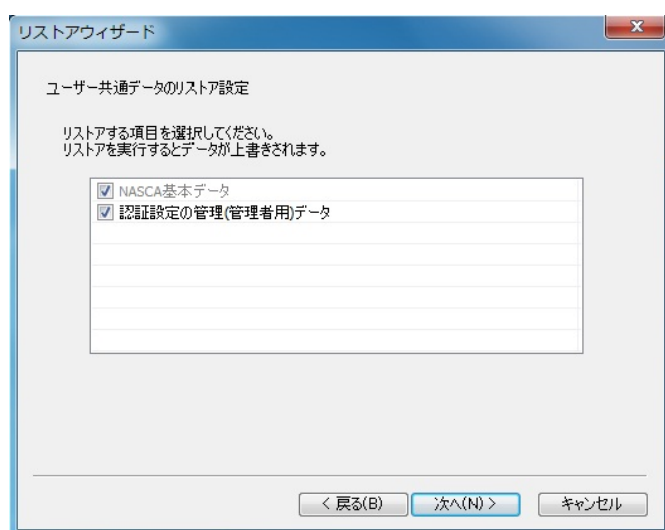 リストアウィザード
ユーザー共通データのリストア設定
リストアする項目を選択してください。
リストアを実行するとデータが上書きされます。
NASCA基本データ
認証設定の管理(管理者用)データ
< 戻る(B)
次へ(N) >
キャンセル